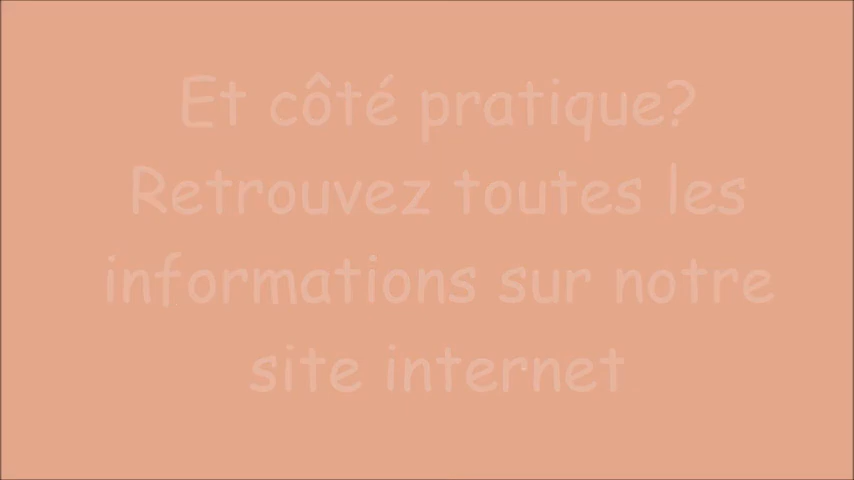 Et côté pratique?
Retrouvez toutes les
informations sur notre
site internet